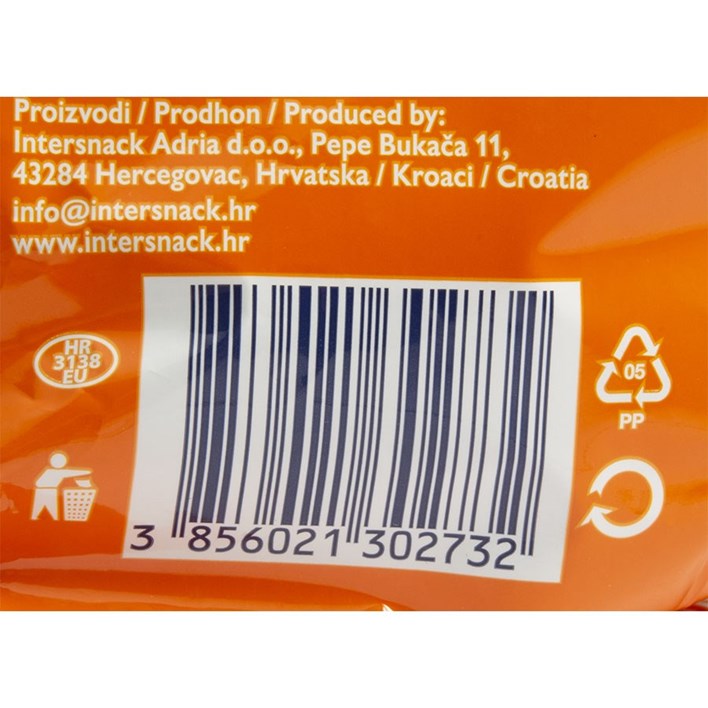 Proizvodi / Prodhon / Produced by:
Intersnack Adria d.o.o., Pepe Bukača 11,
43284 Hercegovac, Hrvatska / Kroaci / Croatia
info@intersnack.hr
www.intersnack.hr
HR
3138
EU
05
PP
3 856021 302732